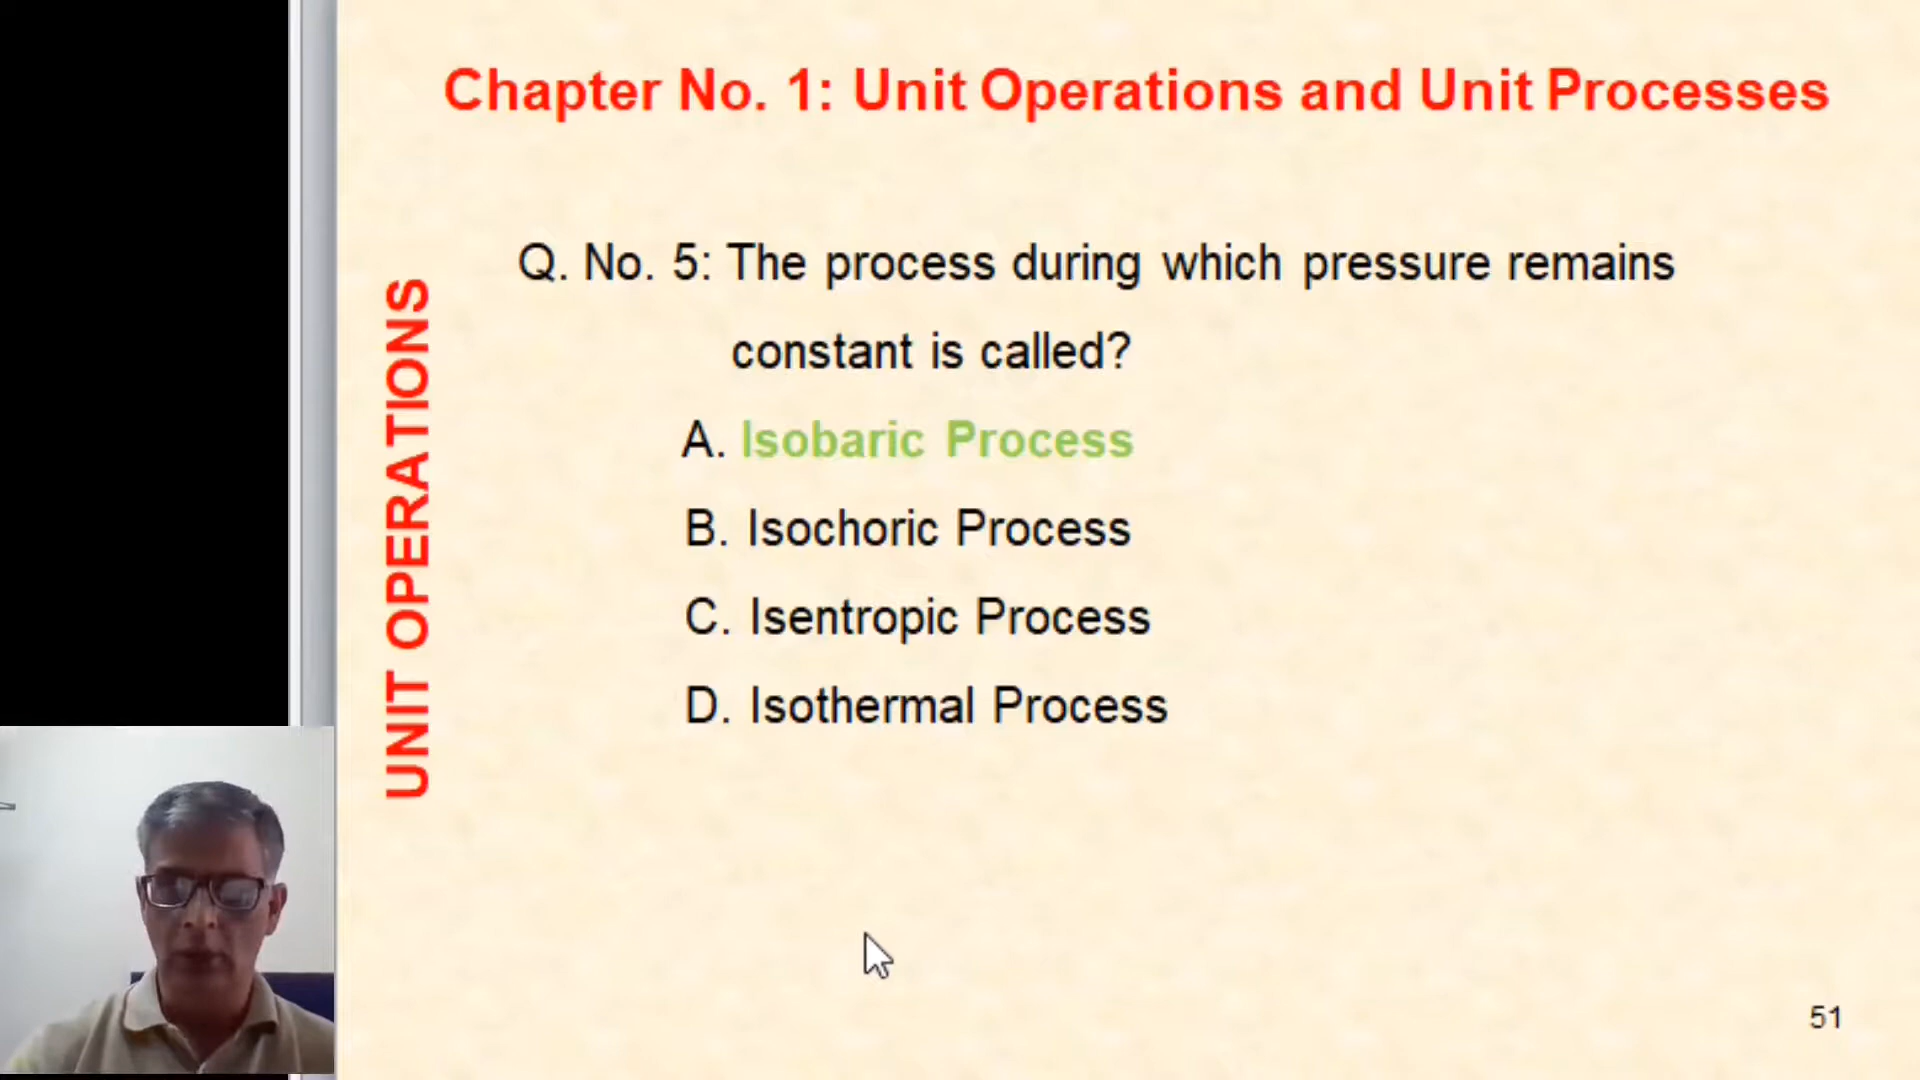 Chapter No. 1: Unit Operations and Unit Processes
UNIT OPERATIONS
Q. No. 5: The process during which pressure remains
constant is called?
A. Isobaric Process
B. Isochoric Process
C. Isentropic Process
D. Isothermal Process
51